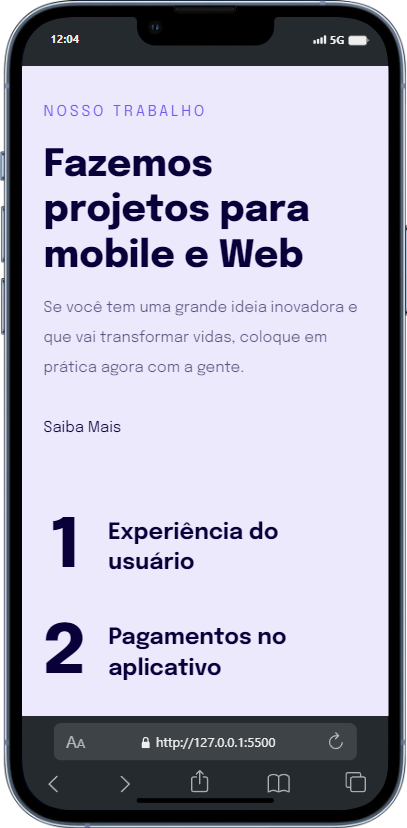 12:04
5G
NOSSO TRABALHO
Fazemos
projetos para
mobile e Web
Se você tem uma grande ideia inovadora e
que vai transformar vidas, coloque em
prática agora com a gente.
Saiba Mais
1 Experiência do
usuário
2 Pagamentos no
aplicativo
AA
http://127.0.0.1:5500